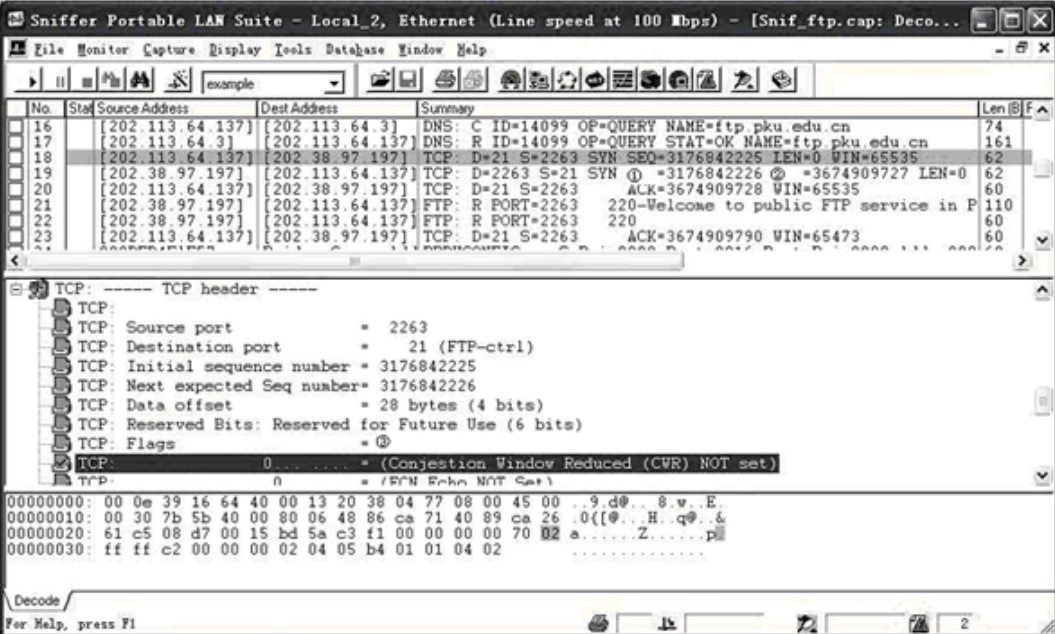 Sniffer Portable LAN Suite - Local_2, Ethernet (Line speed at 100 Mbps) - [Snif_ftp.cap: Deco...
File Monitor Capture Display Tools Database Window Help
example
No. Stat Source Address Dest Address Summary Len (B) F
16 [202.113.64.137] [202.113.64.3] DNS: C ID=14099 OP=QUERY NAME=ftp.pku.edu.cn 74
17 [202.113.64.3] [202.113.64.137] DNS: R ID=14099 OP=QUERY STAT=OK NAME=ftp.pku.edu.cn 161
18 [202.113.64.137] [202.38.97.197] TCP: D=21 S=2263 SYN SEQ=3176842225 LEN=0 WIN=65535 62
19 [202.38.97.197] [202.113.64.137] TCP: D=2263 S=21 SYN ① =3176842226 ② =3674909727 LEN=0 62
20 [202.113.64.137] [202.38.97.197] TCP: D=21 S=2263 ACK=3674909728 WIN=65535 60
21 [202.38.97.197] [202.113.64.137] FTP: R PORT=2263 220-Welcome to public FTP service in P 110
22 [202.38.97.197] [202.113.64.137] FTP: R PORT=2263 220 60
23 [202.113.64.137] [202.38.97.197] TCP: D=21 S=2263 ACK=3674909790 WIN=65473 60
TCP: ----- TCP header -----
TCP:
TCP: Source port = 2263
TCP: Destination port = 21 (FTP-ctrl)
TCP: Initial sequence number = 3176842225
TCP: Next expected Seq number= 3176842226
TCP: Data offset = 28 bytes (4 bits)
TCP: Reserved Bits: Reserved for Future Use (6 bits)
TCP: Flags = ③
TCP: 0... .... = (Conjestion Window Reduced (CWR) NOT set)
TCP: 0 = (ECN Echo NOT Set)
00000000: 00 0e 39 16 64 40 00 13 20 38 04 77 08 00 45 00 ..9.d@.. 8.w..E.
00000010: 00 30 7b 5b 40 00 80 06 48 86 ca 71 40 89 ca 26 .0{[@...H..q@..&
00000020: 61 c5 08 d7 00 15 bd 5a c3 f1 00 00 00 00 70 02 a......Z......p
00000030: ff ff c2 00 00 00 02 04 05 b4 01 01 04 02 ..............
Decode
For Help, press F1
2